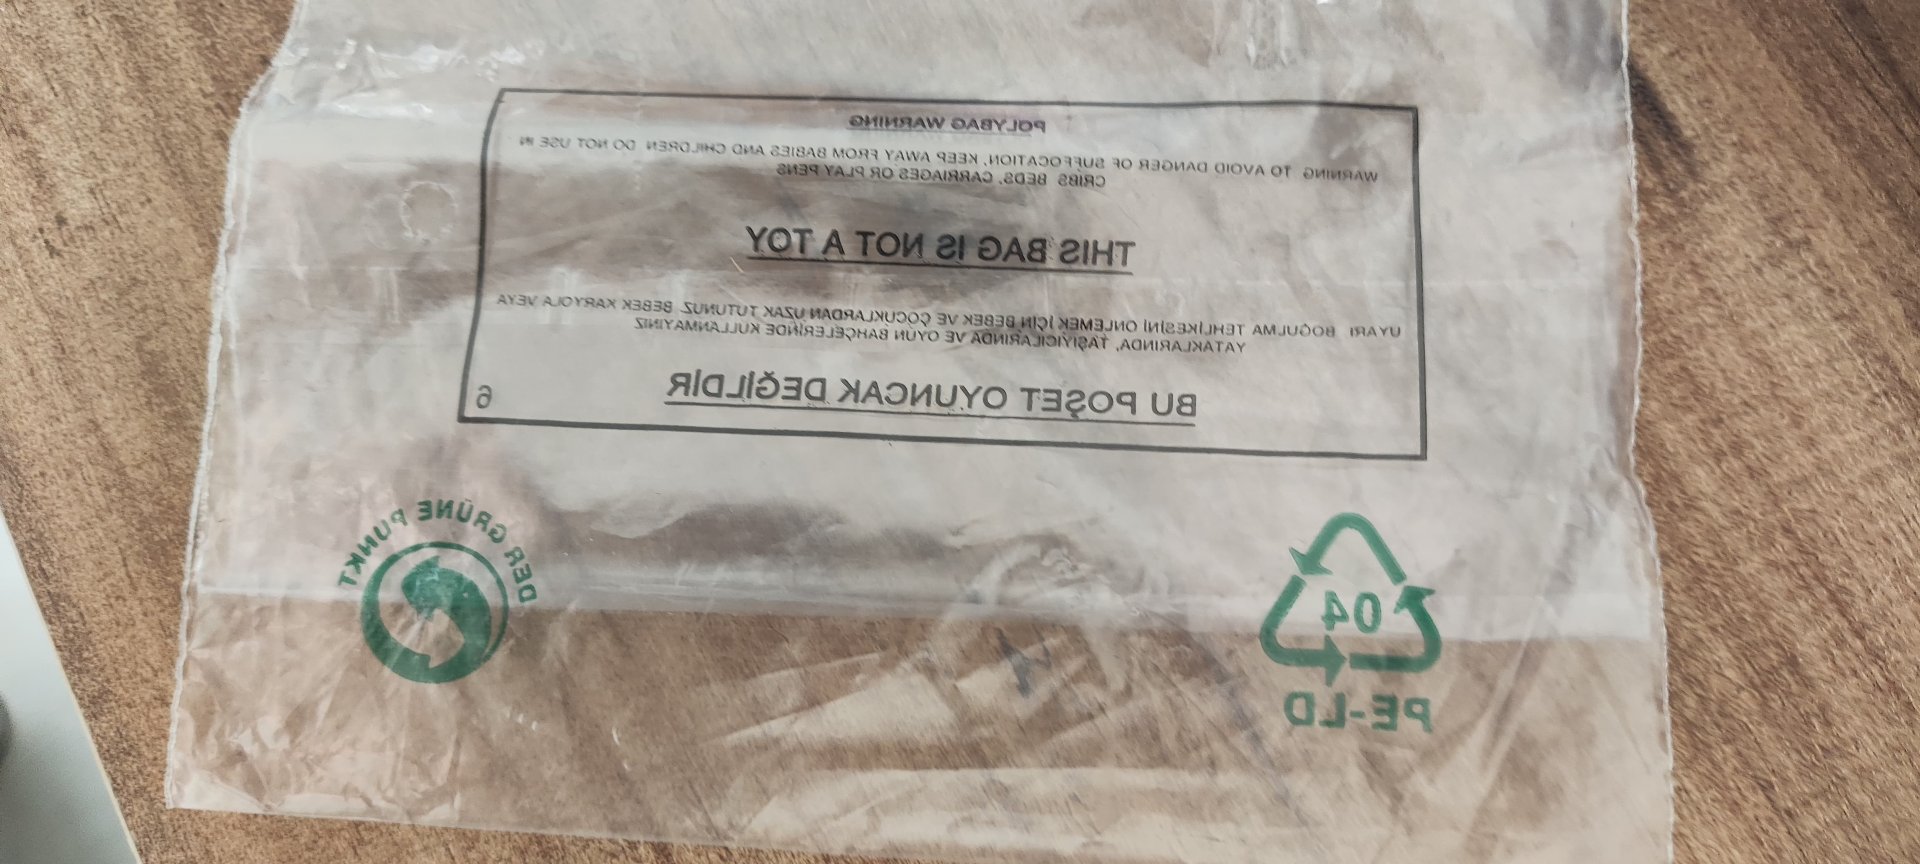 POLYBAG WARNING
WARNING TO AVOID DANGER OF SUFFOCATION, KEEP AWAY FROM BABIES AND CHILDREN DO NOT USE IN
CRIBS BEDS, CARRIAGES OR PLAY PENS
THIS BAG IS NOT A TOY
UYARI BOĞULMA TEHLİKESİNİ ONLEMEK İÇİN BEBEK VE ÇOCUKLARDAN UZAK TUTUNUZ BEBEK KARYOLA VEYA
YATAKLARINDA, TAŞIYICILARINDA VE OYUN BAHÇELERİNDE KULLANMAYINIZ
BU POŞET OYUNCAK DEĞİLDİR
6
DER GRÜNE PUNKT
04
PE-LD